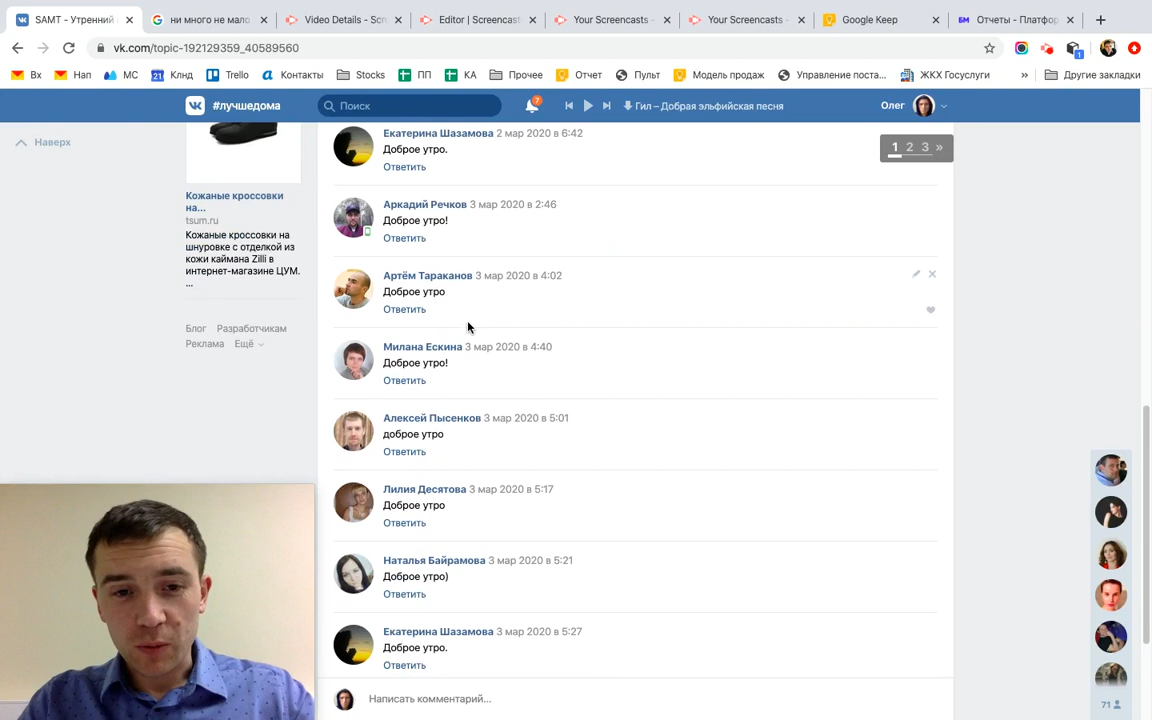 SAMT - Утренний
ни много не мало
Video Details - Scre
Editor | Screencast
Your Screencasts -
Your Screencasts -
Google Keep
Отчеты - Платфор
vk.com/topic-192129359_40589560
1
Вх
Нап
МС
21 Клнд
Trello
Контакты
Stocks
ПП
КА
Прочее
Отчет
Пульт
Модель продаж
Управление поста...
ЖКХ Госуслуги
»
Другие закладки
#лучшедома
Поиск
7
Гил – Добрая эльфийская песня
Олег
Наверх
1 2 3 »
Кожаные кроссовки
на...
tsum.ru
Кожаные кроссовки на
шнуровке с отделкой из
кожи каймана Zilli в
интернет-магазине ЦУМ.
...
Блог Разработчикам
Реклама Ещё
Екатерина Шазамова 2 мар 2020 в 6:42
Доброе утро.
Ответить
Аркадий Речков 3 мар 2020 в 2:46
Доброе утро!
Ответить
Артём Тараканов 3 мар 2020 в 4:02
Доброе утро
Ответить
Милана Ескина 3 мар 2020 в 4:40
Доброе утро!
Ответить
Алексей Пысенков 3 мар 2020 в 5:01
доброе утро
Ответить
Лилия Десятова 3 мар 2020 в 5:17
Доброе утро
Ответить
Наталья Байрамова 3 мар 2020 в 5:21
Доброе утро)
Ответить
Екатерина Шазамова 3 мар 2020 в 5:27
Доброе утро.
Ответить
Написать комментарий...
71